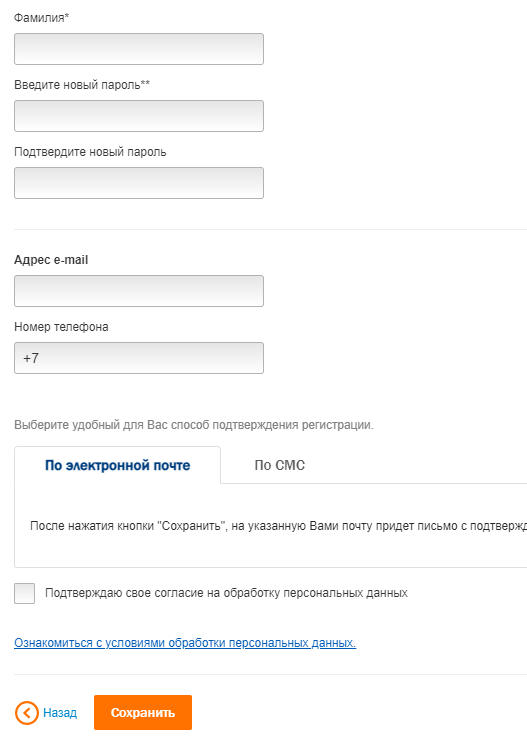 Фамилия*
Введите новый пароль**
Подтвердите новый пароль
Адрес e-mail
Номер телефона
+7
Выберите удобный для Вас способ подтверждения регистрации.
По электронной почте По СМС
После нажатия кнопки "Сохранить", на указанную Вами почту придет письмо с
Подтверждаю свое согласие на обработку персональных данных
Ознакомиться с условиями обработки персональных данных.
Назад Сохранить